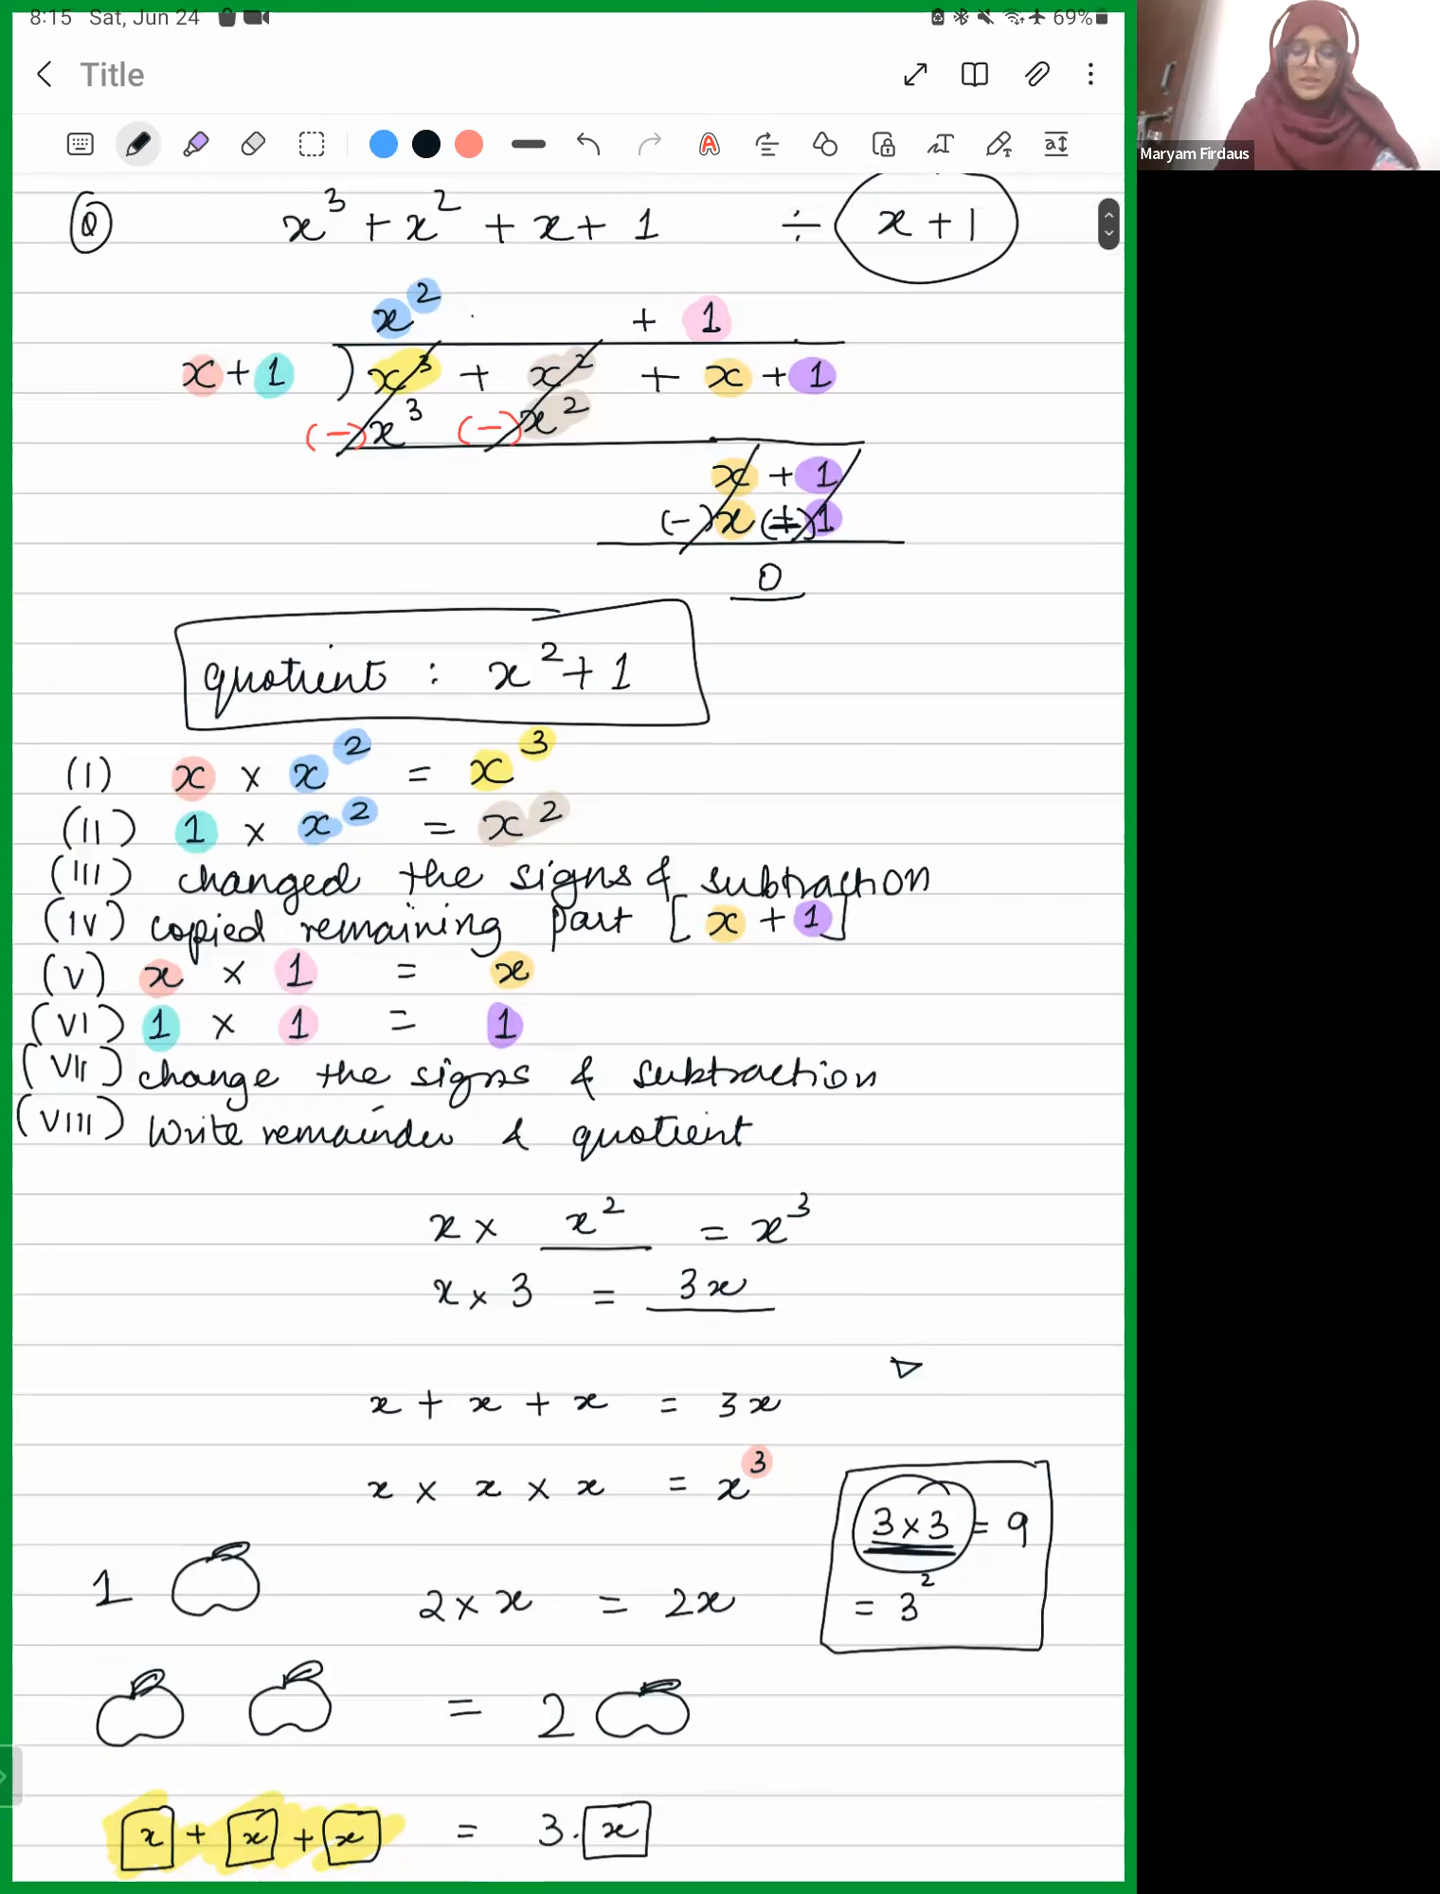 8:15 Sat, Jun 24
69%
Title
Maryam Firdaus
Q x³ + x² + x + 1 ÷ x + 1
x² + 1
x + 1 ) x³ + x² + x + 1
(-) x³ (-) x²
x + 1
(-) x (+) 1
0
quotient : x² + 1
(I) x × x² = x³
(II) 1 × x² = x²
(III) changed the signs & subtraction
(IV) copied remaining part [x + 1]
(V) x × 1 = x
(VI) 1 × 1 = 1
(VII) change the signs & subtraction
(VIII) Write remainder & quotient
x × x² = x³
x × 3 = 3x
x + x + x = 3x
x × x × x = x³
3 × 3 = 9
= 3²
1
2 × x = 2x
= 2
x + x + x = 3 . x